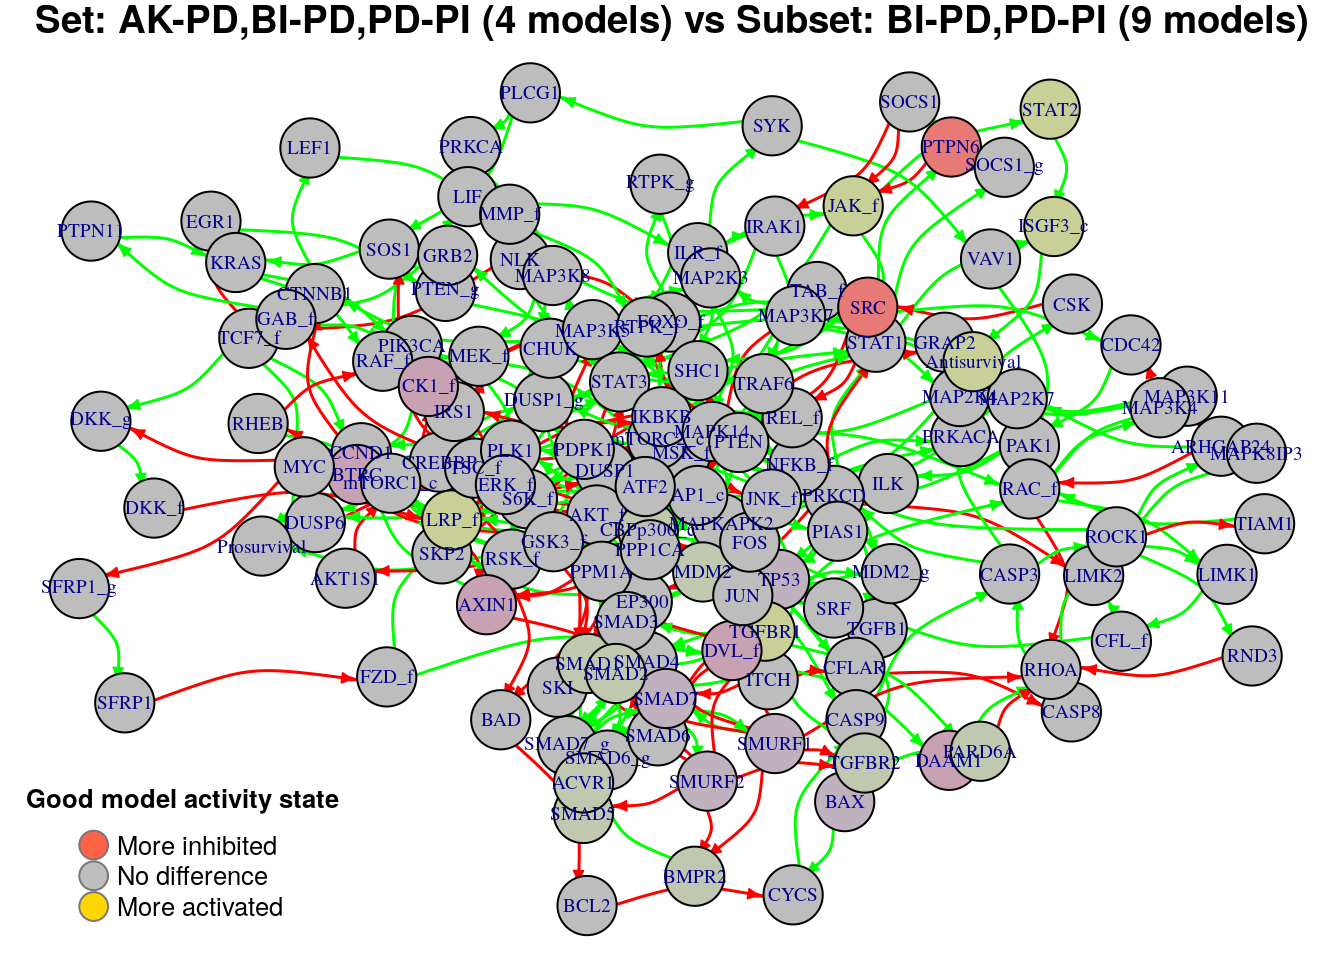 Set: AK-PD,BI-PD,PD-PI (4 models) vs Subset: BI-PD,PD-PI (9 models)
PLCG1
SOCS1
STAT2
SYK
PTPN6
PRKCA
LEF1
SOCS1_g
RTPK_g
LIF
JAK_f
MMP_f
EGR1
PTPN11
IRAK1
ISGF3_c
SOS1
ILR_f
GRB2
NLK
VAV1
KRAS
MAP3K8
MAP2K3
PTEN_g
TAB_f
CTNNB1
CSK
SRC
GAB_f
MAP3K7
FOXO_f
RTPK_f
MAP3K5
TCF7_f
PIK3CA
STAT1
GRAP2
CDC42
CHUK
MEK_f
RAF_f
Antisurvival
SHC1
STAT3
TRAF6
CK1_f
MAP2K4
MAP2K7
MAP3K11
MAP3K4
DUSP1_g
IRS1
IKBKB
REL_f
DKK_g
RHEB
MAPK14
mTORC2_c
PTEN
PRKACA
PAK1
ARHGAP24
MAPK8IP3
CCND1
PLK1
PDPK1
MSK_f
NFKB_f
MYC
BTRC
CREBBP
TSC_f
DUSP1
mTORC1_c
ERK_f
ATF2
ILK
RAC_f
S6K_f
AP1_c
JNK_f
PRKCD
DKK_f
LRP_f
AKT_f
DUSP6
MAPKAPK2
CBPp300_c
PIAS1
TIAM1
Prosurvival
GSK3_f
PPP1CA
FOS
ROCK1
SKP2
RSK_f
PPM1A
MDM2
TP53
MDM2_g
CASP3
LIMK2
LIMK1
AKT1S1
SFRP1_g
AXIN1
EP300
JUN
SRF
SMAD3
TGFBR1
TGFB1
CFL_f
DVL_f
RND3
SMAD1
SMAD4
SMAD2
CFLAR
FZD_f
SKI
ITCH
RHOA
SFRP1
SMAD7
CASP8
BAD
CASP9
SMAD6
SMAD7_g
SMURF1
SMAD6_g
TGFBR2
DAAM1
PARD6A
ACVR1
SMURF2
BAX
SMAD5
BMPR2
CYCS
BCL2
Good model activity state
More inhibited
No difference
More activated